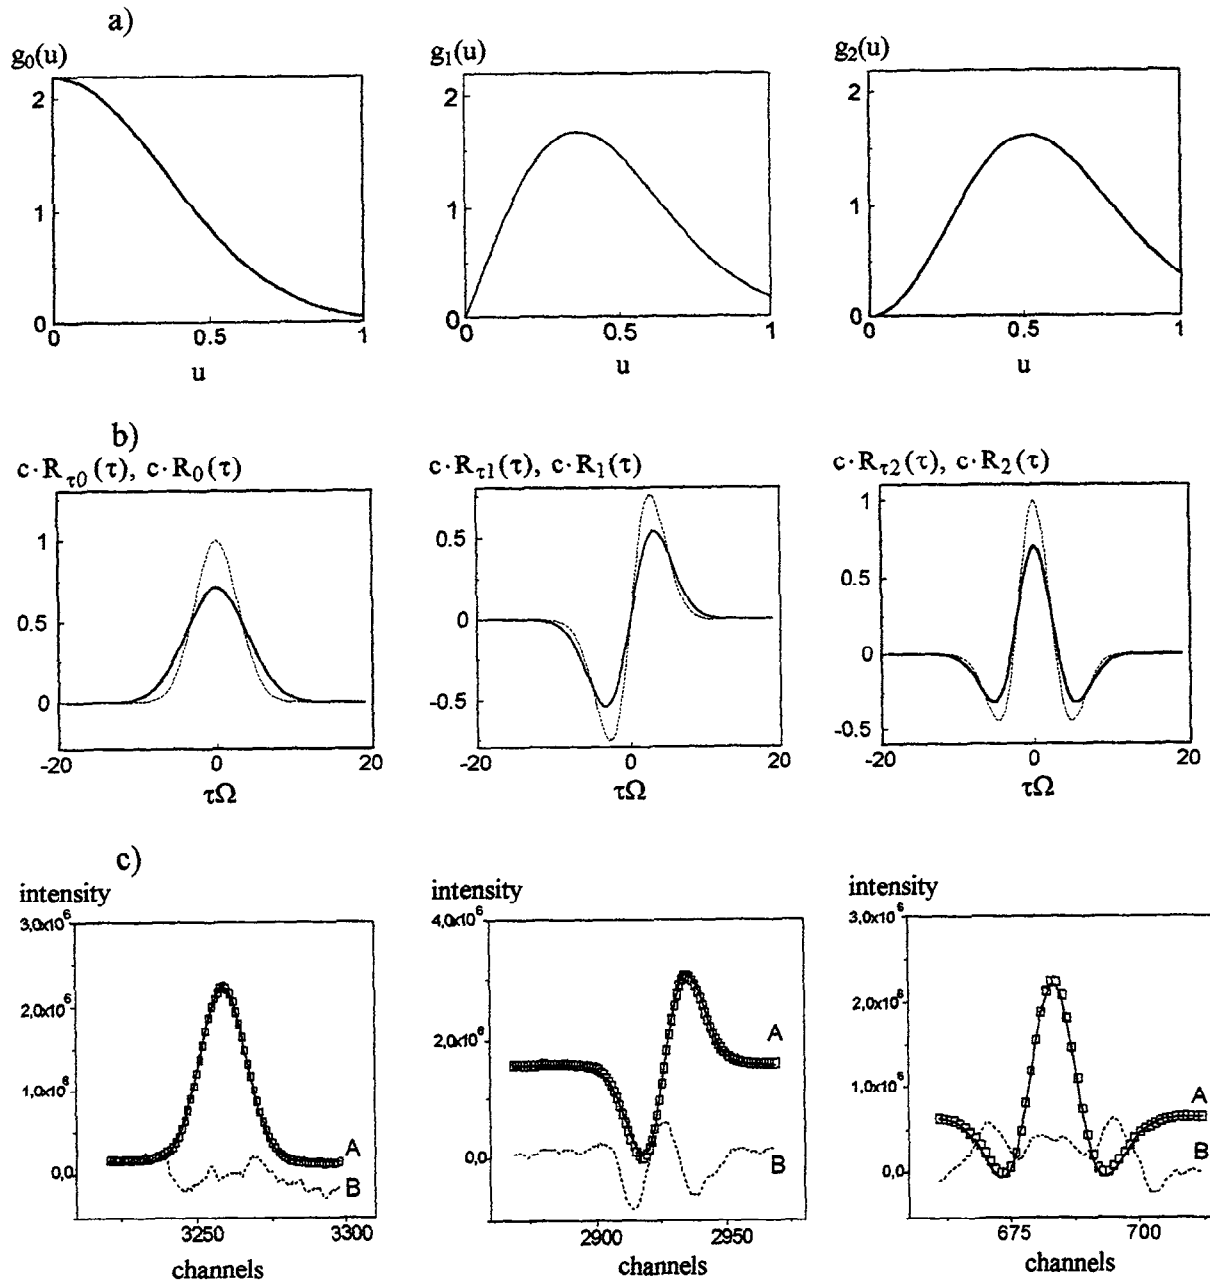 a)
g₀(u) g₁(u) g₂(u)
2 2 2
1 1 1
0 0 0
0 0.5 1 0 0.5 1 0 0.5 1
u u u
b)
c·R_τ0(τ), c·R₀(τ) c·R_τ1(τ), c·R₁(τ) c·R_τ2(τ), c·R₂(τ)
1 0.5 1
0.5 0 0.5
0 -0.5 0
-0.5
-20 0 20 -20 0 20 -20 0 20
τΩ τΩ τΩ
c)
intensity intensity intensity
3,0x10⁶ 4,0x10⁶ 3,0x10⁶
2,0x10⁶ 2,0x10⁶ 2,0x10⁶
1,0x10⁶ 0,0 1,0x10⁶
0,0 0,0
A A A
B B B
3250 3300 2900 2950 675 700
channels channels channels